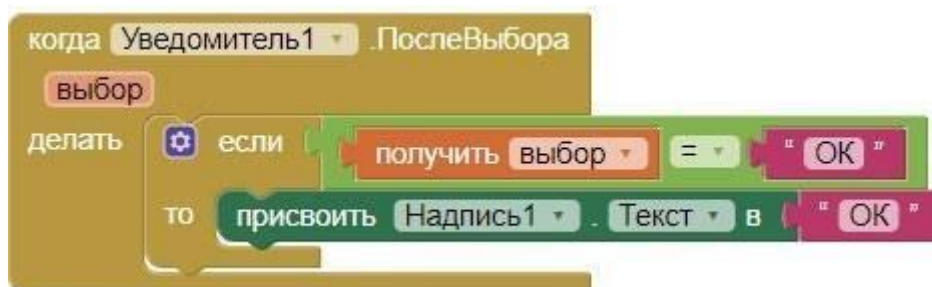 когда Уведомитель1 .ПослеВыбора
выбор
делать если получить выбор = " ОК "
то присвоить Надпись1 . Текст в " ОК "